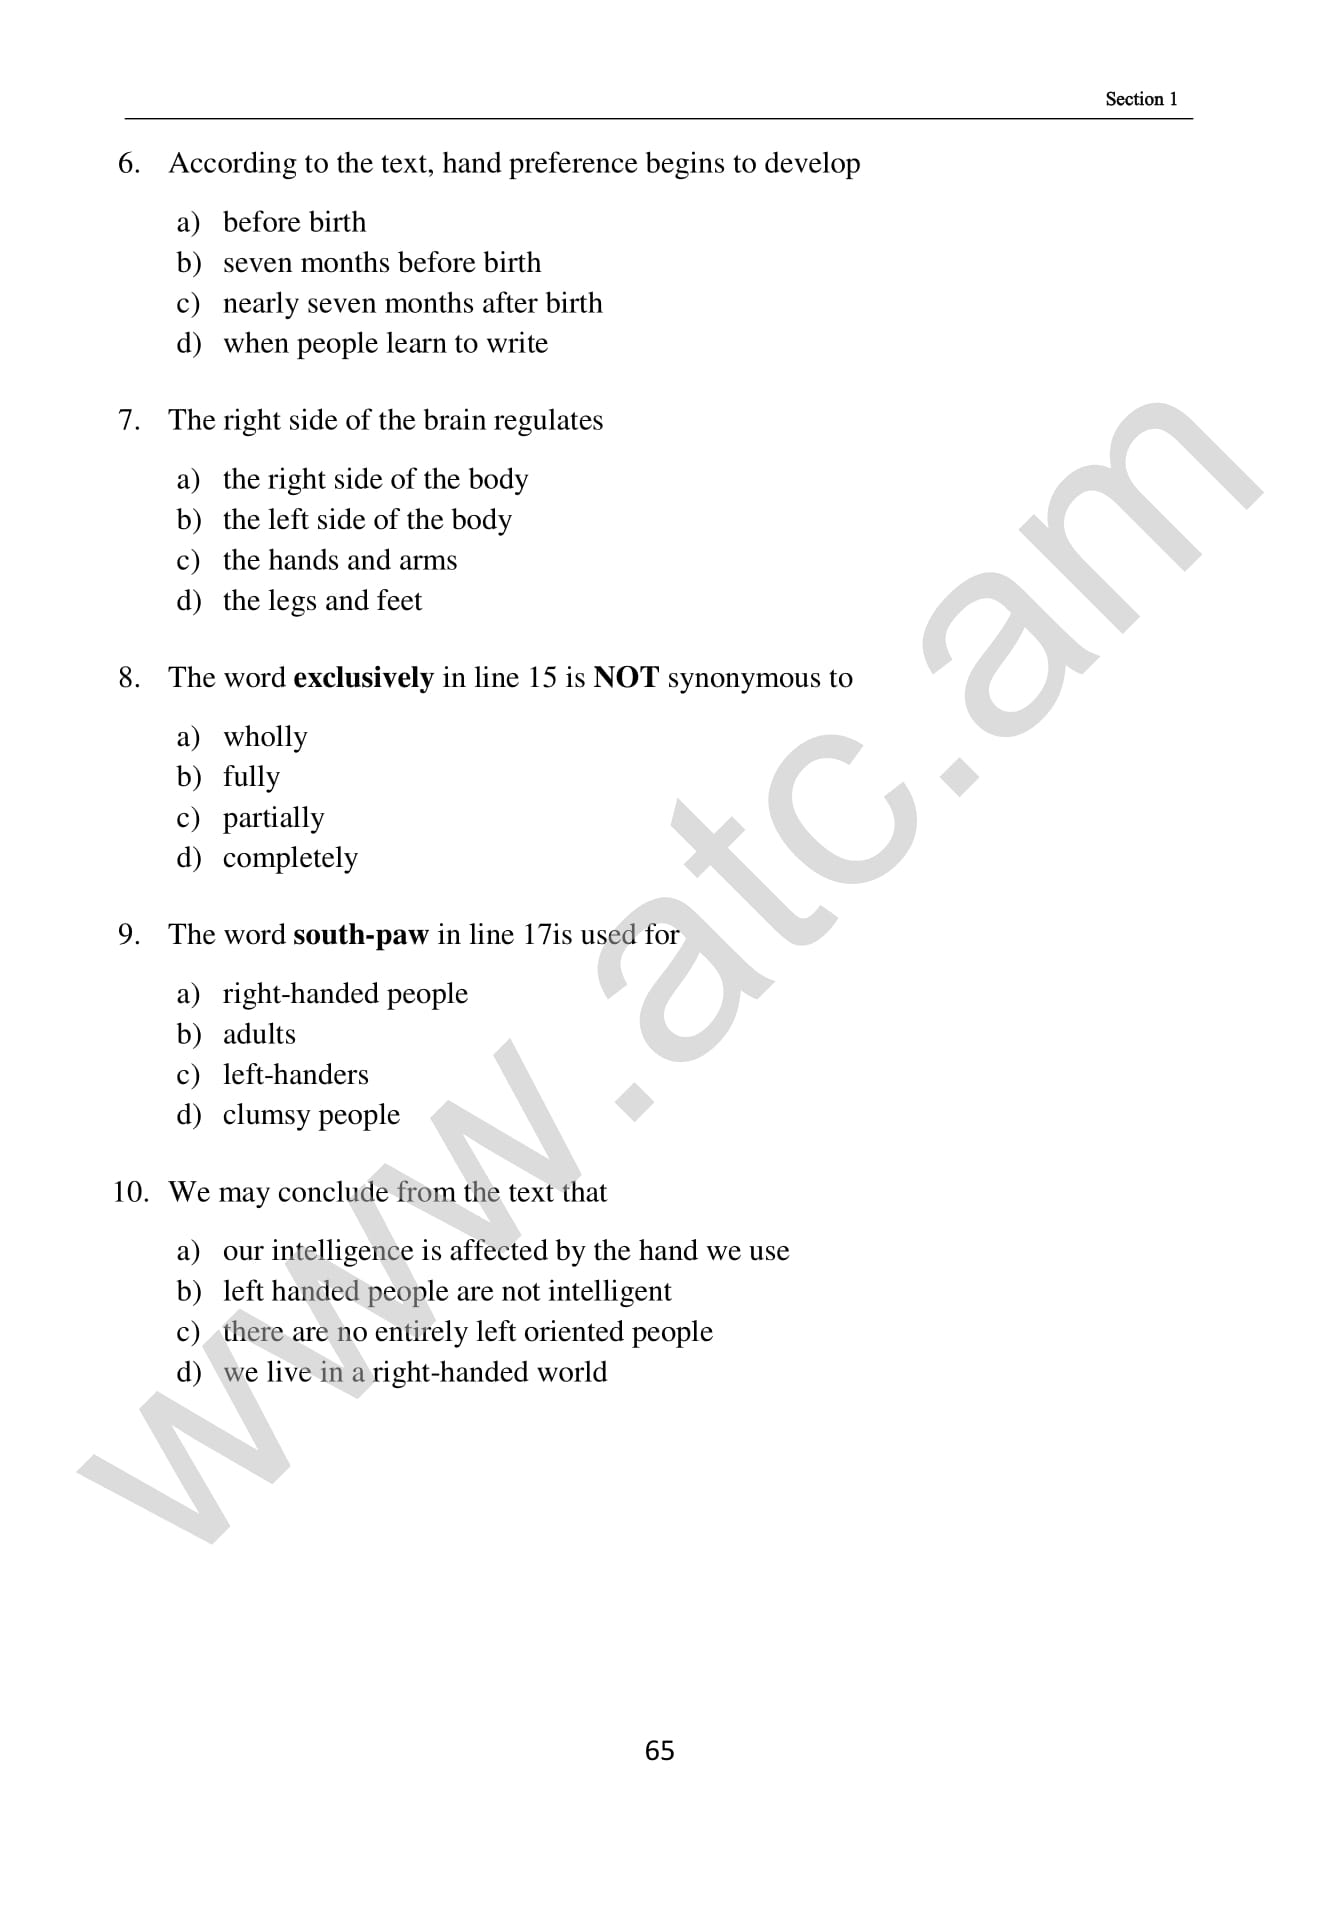 Section 1
6. According to the text, hand preference begins to develop
a) before birth
b) seven months before birth
c) nearly seven months after birth
d) when people learn to write
7. The right side of the brain regulates
a) the right side of the body
b) the left side of the body
c) the hands and arms
d) the legs and feet
8. The word exclusively in line 15 is NOT synonymous to
a) wholly
b) fully
c) partially
d) completely
9. The word south-paw in line 17is used for
a) right-handed people
b) adults
c) left-handers
d) clumsy people
10. We may conclude from the text that
a) our intelligence is affected by the hand we use
b) left handed people are not intelligent
c) there are no entirely left oriented people
d) we live in a right-handed world
www.atc.am
65